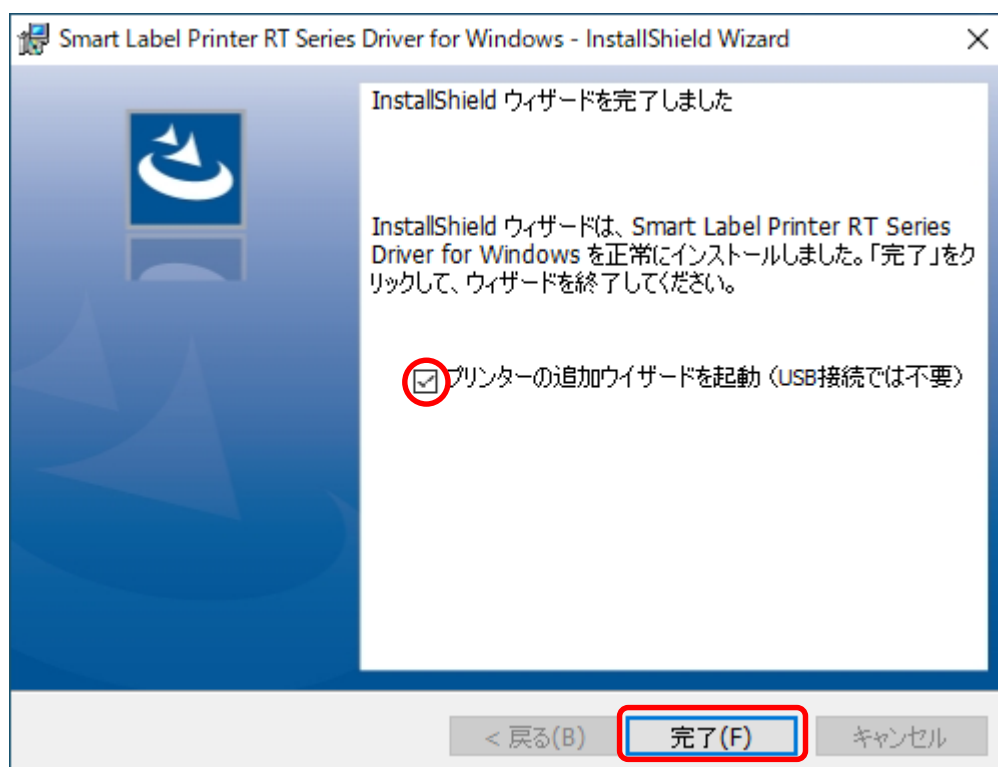 Smart Label Printer RT Series Driver for Windows - InstallShield Wizard
InstallShield ウィザードを完了しました
InstallShield ウィザードは、Smart Label Printer RT Series
Driver for Windows を正常にインストールしました。「完了」をク
リックして、ウィザードを終了してください。
プリンターの追加ウイザードを起動（USB接続では不要）
< 戻る(B)
完了(F)
キャンセル